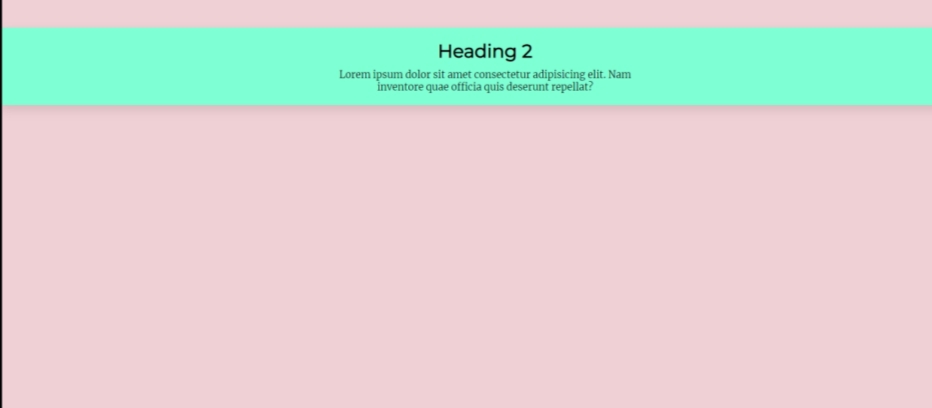 Heading 2
Lorem ipsum dolor sit amet consectetur adipisicing elit. Nam
inventore quae officia quis deserunt repellat?